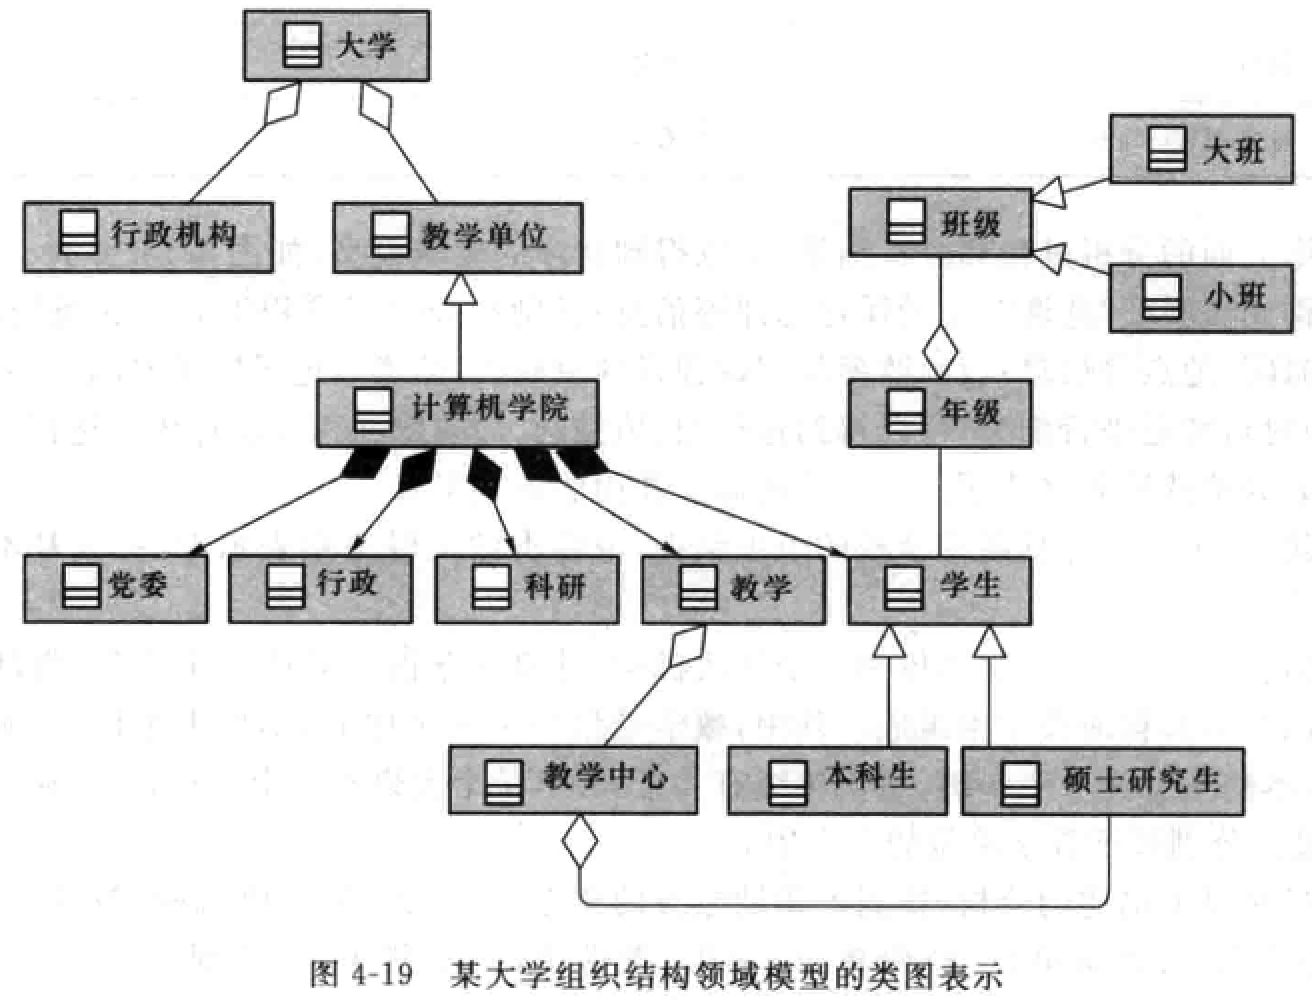 大学
大班
班级
行政机构
教学单位
小班
计算机学院
年级
党委
行政
科研
教学
学生
教学中心
本科生
硕士研究生
图 4-19 某大学组织结构领域模型的类图表示